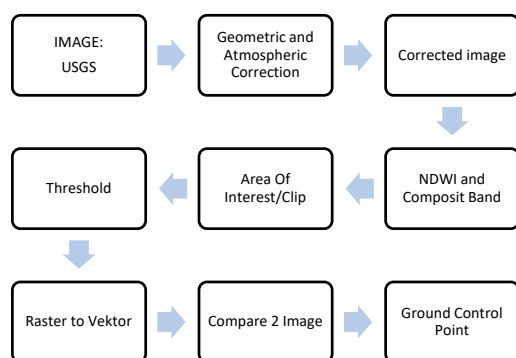 IMAGE:
USGS
Geometric and
Atmospheric
Correction
Corrected image
NDWI and
Composit Band
Area Of
Interest/Clip
Threshold
Raster to Vektor
Compare 2 Image
Ground Control
Point